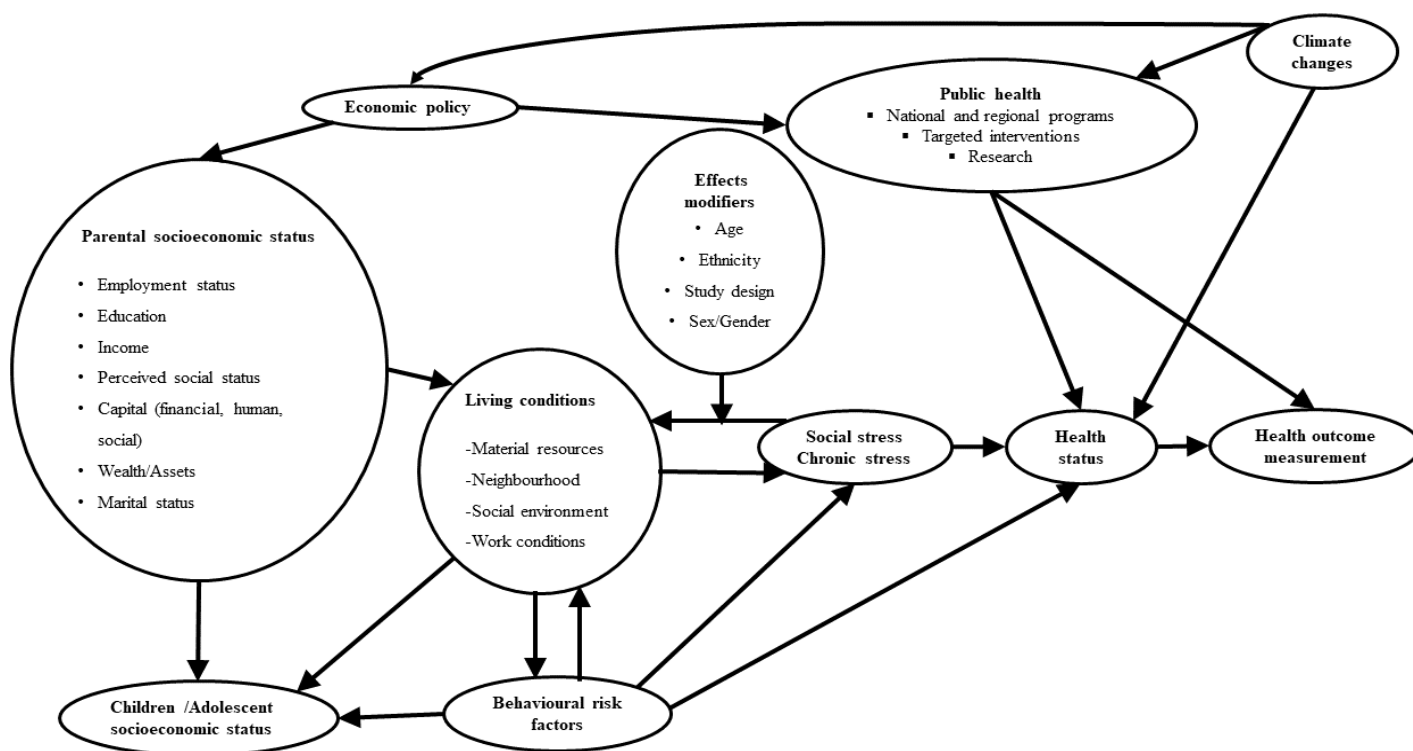 Climate
changes
Economic policy
Public health
▪ National and regional programs
▪ Targeted interventions
▪ Research
Effects
modifiers
• Age
• Ethnicity
• Study design
• Sex/Gender
Parental socioeconomic status
• Employment status
• Education
• Income
• Perceived social status
• Capital (financial, human,
social)
• Wealth/Assets
• Marital status
Living conditions
-Material resources
-Neighbourhood
-Social environment
-Work conditions
Social stress
Chronic stress
Health
status
Health outcome
measurement
Children /Adolescent
socioeconomic status
Behavioural risk
factors